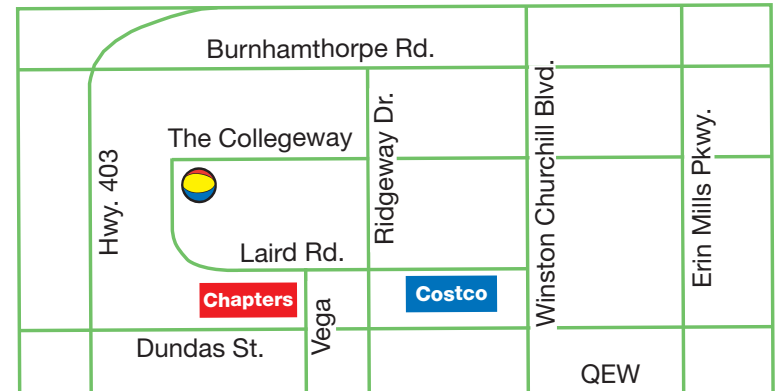 Burnhamthorpe Rd.
The Collegeway
Hwy. 403
Ridgeway Dr.
Winston Churchill Blvd.
Erin Mills Pkwy.
Laird Rd.
Chapters
Vega
Costco
Dundas St.
QEW